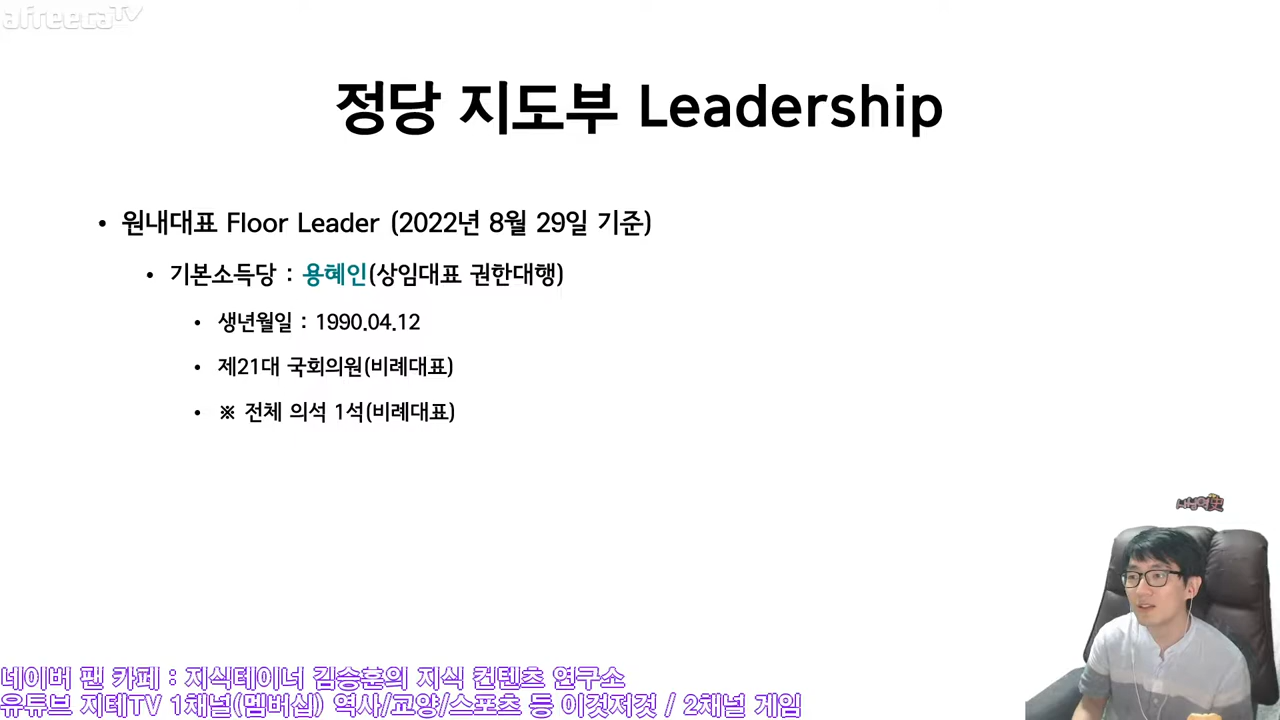 afreecaTV
정당 지도부 Leadership
• 원내대표 Floor Leader (2022년 8월 29일 기준)
• 기본소득당 : 용혜인(상임대표 권한대행)
• 생년월일 : 1990.04.12
• 제21대 국회의원(비례대표)
• ※ 전체 의석 1석(비례대표)
네이버 팬 카페 : 지식테이너 김승훈의 지식 컨텐츠 연구소
유튜브 지테TV 1채널(멤버십) 역사/교양/스포츠 등 이것저것 / 2채널 게임